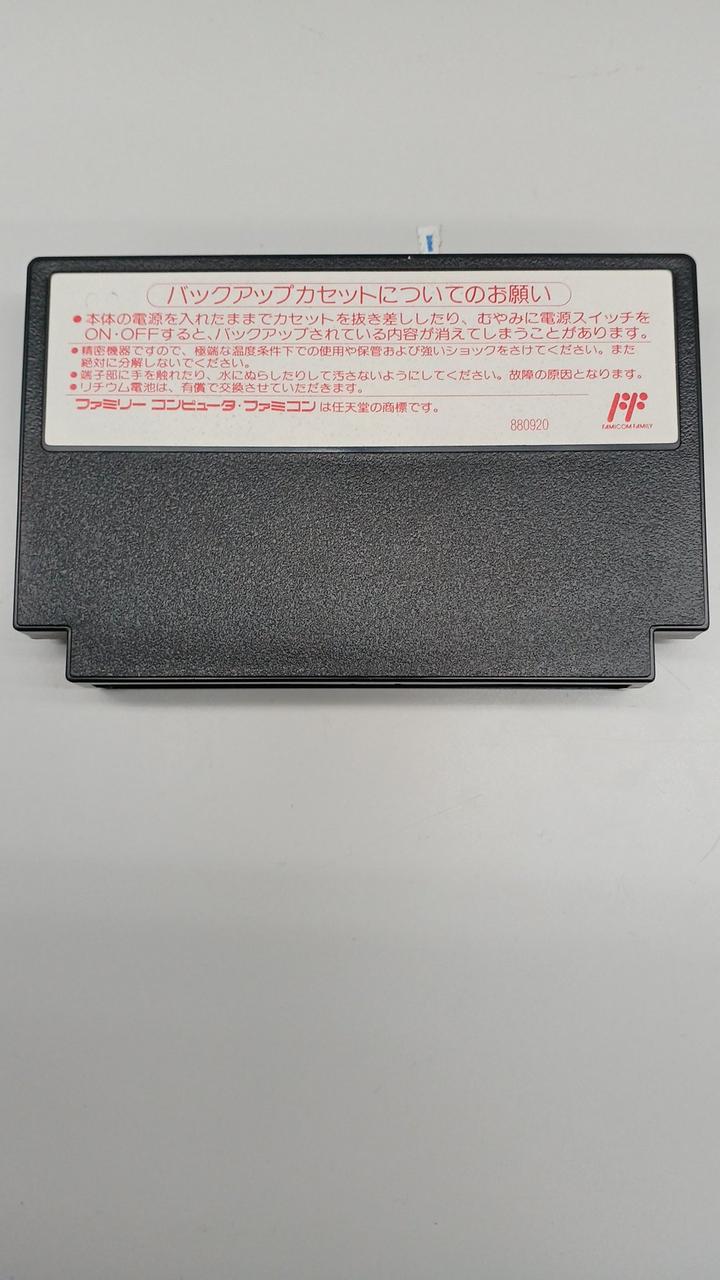 バックアップカセットについてのお願い
●本体の電源を入れたままでカセットを抜き差ししたり、むやみに電源スイッチを
ON・OFFすると、バックアップされている内容が消えてしまうことがあります。
●精密機器ですので、極端な温度条件下での使用や保管および強いショックをさけてください。また
絶対に分解しないでください。
●端子部に手を触れたり、水にぬらしたりして汚さないようにしてください。故障の原因となります。
●リチウム電池は、有償で交換させていただきます。
ファミリー コンピュータ・ファミコンは任天堂の商標です。
880920
FAMICOM FAMILY